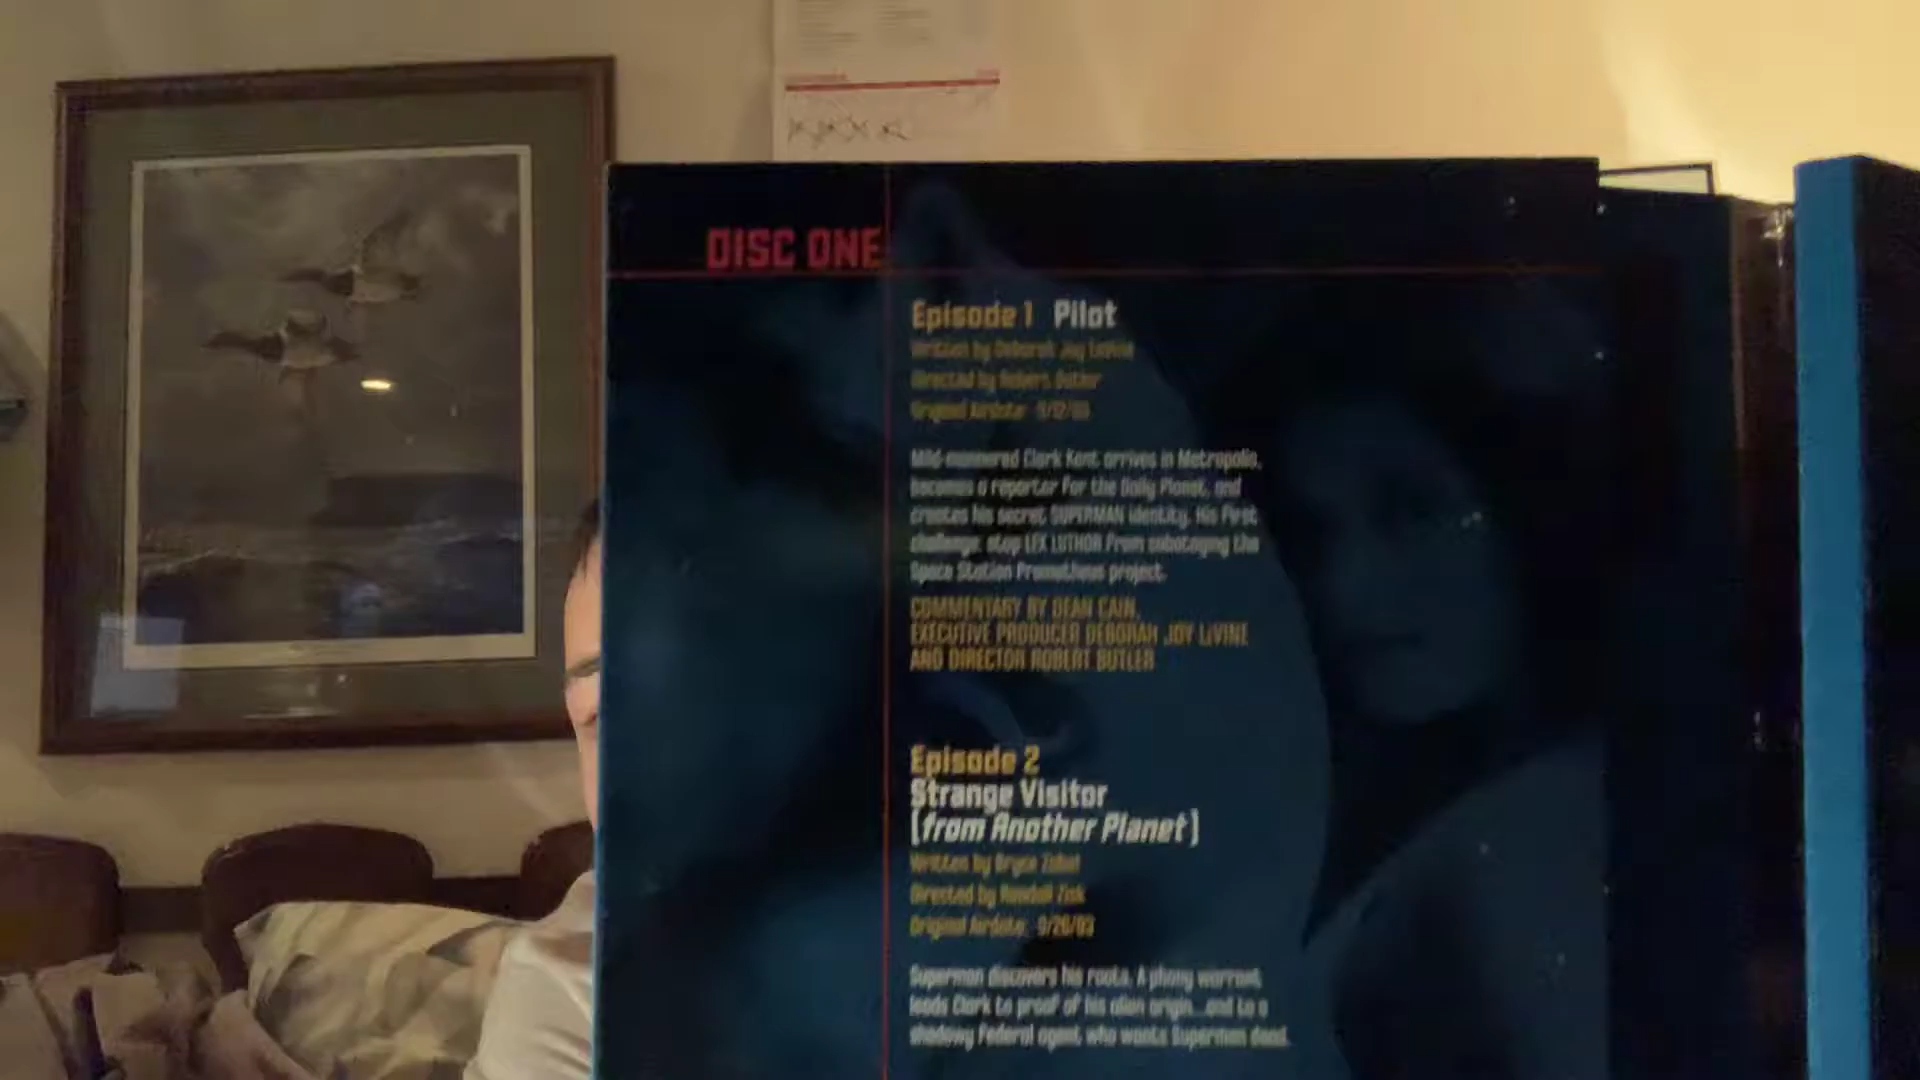 DISC ONE
Episode 1 Pilot
Written by Deborah Joy LeVine
Directed by Robert Butler
Original Airdate: 9/12/93
Mild-mannered Clark Kent arrives in Metropolis,
becomes a reporter for the Daily Planet, and
creates his secret SUPERMAN identity. His first
challenge: stop LEX LUTHOR from sabotaging the
Space Station Prometheus project.
COMMENTARY BY DEAN CAIN,
EXECUTIVE PRODUCER DEBORAH JOY LeVINE
AND DIRECTOR ROBERT BUTLER
Episode 2
Strange Visitor
(from Another Planet)
Written by Bryce Zabel
Directed by Randall Zisk
Original Airdate: 9/26/93
Superman discovers his roots. A phony warrant
leads Clark to proof of his alien origin...and to a
shadowy federal agent who wants Superman dead.